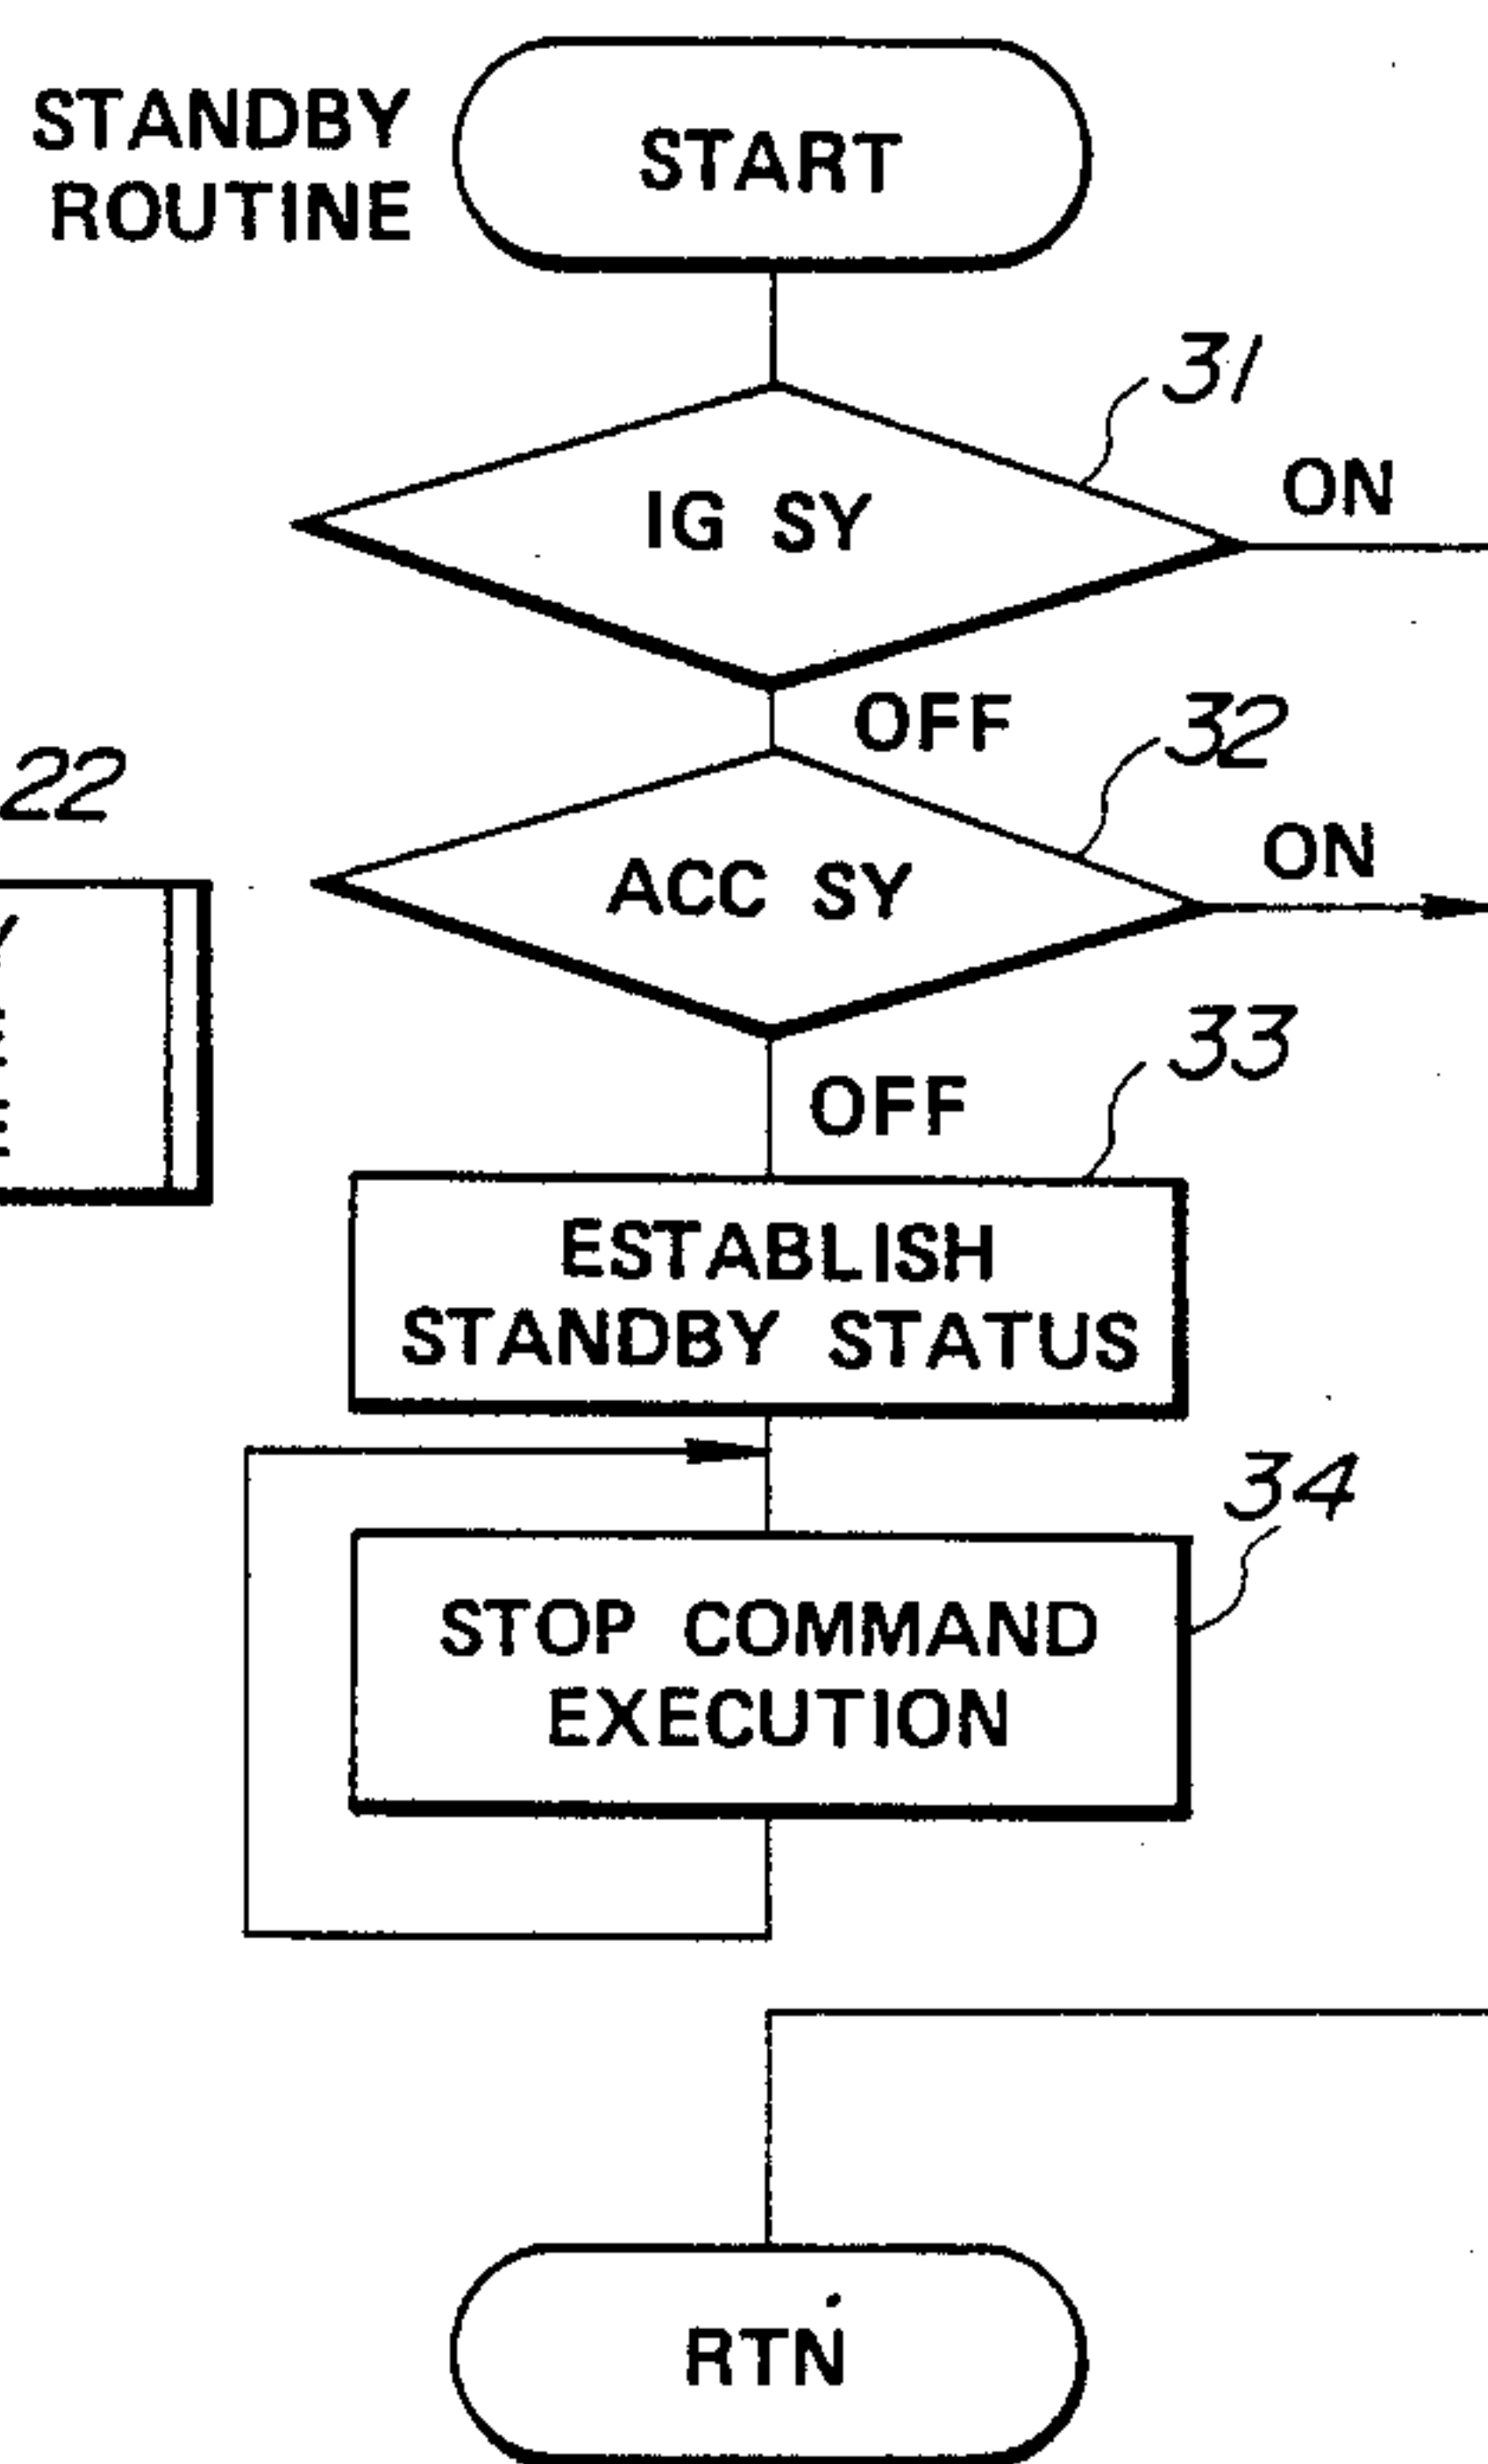 STANDBY
ROUTINE
START
31
IG SY
ON
OFF
32
22
ACC SY
ON
33
OFF
ESTABLISH
STANDBY STATUS
34
STOP COMMAND
EXECUTION
RTN